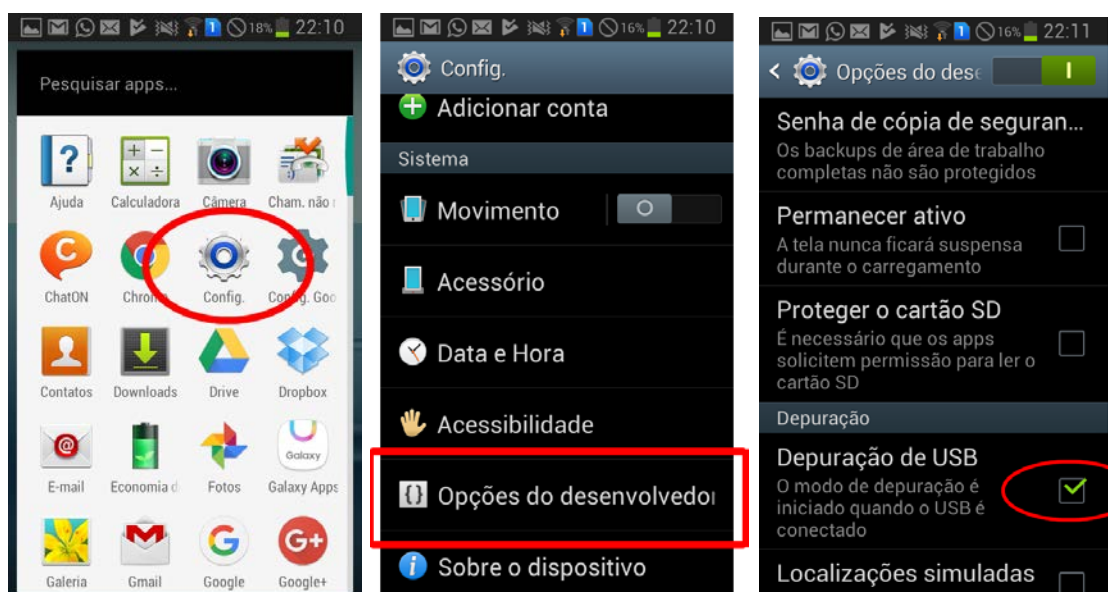 18% 22:10
Pesquisar apps...
Ajuda Calculadora Câmera Cham. não
ChatON Chrome Config. Config. Goo
Contatos Downloads Drive Dropbox
Galaxy
E-mail Economia d Fotos Galaxy Apps
Galeria Gmail Google Google+
16% 22:10
Config.
Adicionar conta
Sistema
Movimento
Acessório
Data e Hora
Acessibilidade
Opções do desenvolvedor
Sobre o dispositivo
16% 22:11
Opções do dese
Senha de cópia de seguran...
Os backups de área de trabalho
completas não são protegidos
Permanecer ativo
A tela nunca ficará suspensa
durante o carregamento
Proteger o cartão SD
É necessário que os apps
solicitem permissão para ler o
cartão SD
Depuração
Depuração de USB
O modo de depuração é
iniciado quando o USB é
conectado
Localizações simuladas